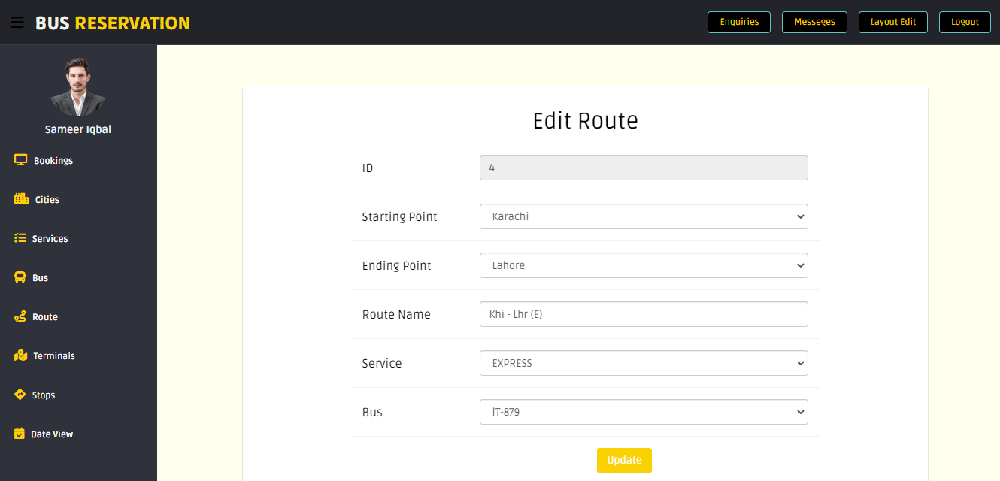 BUS RESERVATION
Enquiries
Messeges
Layout Edit
Logout
Sameer Iqbal
Bookings
Cities
Services
Bus
Route
Terminals
Stops
Date View
Edit Route
ID
4
Starting Point
Karachi
Ending Point
Lahore
Route Name
Khi - Lhr (E)
Service
EXPRESS
Bus
IT-879
Update